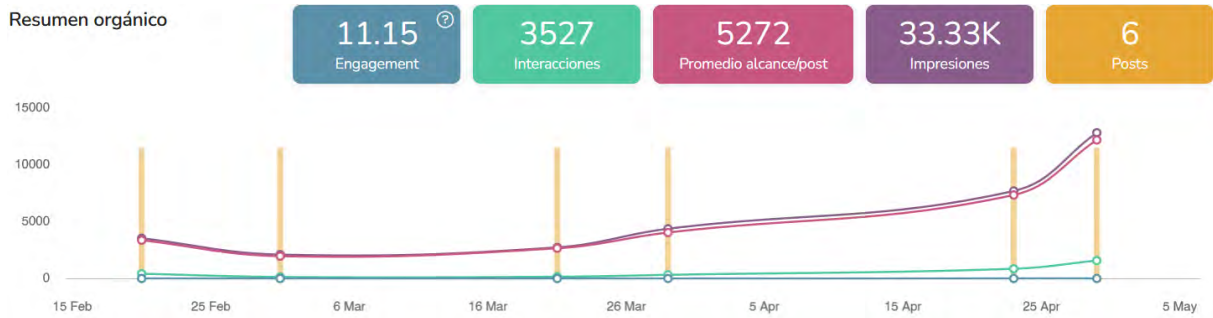 Resumen orgánico
11.15 ?
Engagement
3527
Interacciones
5272
Promedio alcance/post
33.33K
Impresiones
6
Posts
15000
10000
5000
0
15 Feb
25 Feb
6 Mar
16 Mar
26 Mar
5 Apr
15 Apr
25 Apr
5 May